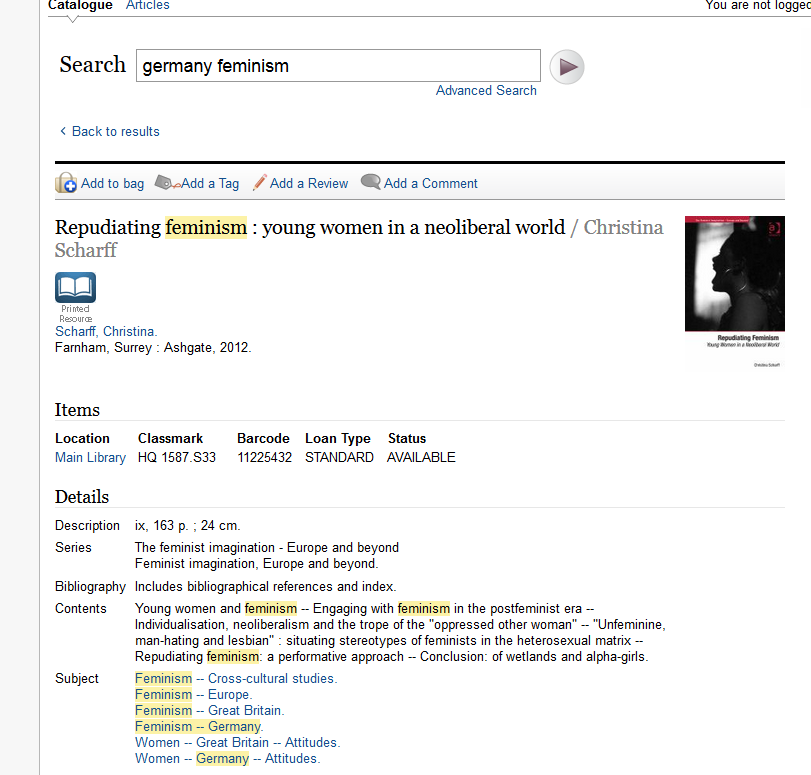 Catalogue Articles You are not logged
Search germany feminism
Advanced Search
< Back to results
Add to bag Add a Tag Add a Review Add a Comment
Repudiating feminism : young women in a neoliberal world / Christina
Scharff
Printed
Resource
Scharff, Christina.
Farnham, Surrey : Ashgate, 2012.
Repudiating Feminism
Young Women in a Neoliberal World
Christina Scharff
Items
Location Classmark Barcode Loan Type Status
Main Library HQ 1587.S33 11225432 STANDARD AVAILABLE
Details
Description ix, 163 p. ; 24 cm.
Series The feminist imagination - Europe and beyond
Feminist imagination, Europe and beyond.
Bibliography Includes bibliographical references and index.
Contents Young women and feminism -- Engaging with feminism in the postfeminist era --
Individualisation, neoliberalism and the trope of the "oppressed other woman" -- "Unfeminine,
man-hating and lesbian" : situating stereotypes of feminists in the heterosexual matrix --
Repudiating feminism: a performative approach -- Conclusion: of wetlands and alpha-girls.
Subject Feminism -- Cross-cultural studies.
Feminism -- Europe.
Feminism -- Great Britain.
Feminism -- Germany.
Women -- Great Britain -- Attitudes.
Women -- Germany -- Attitudes.